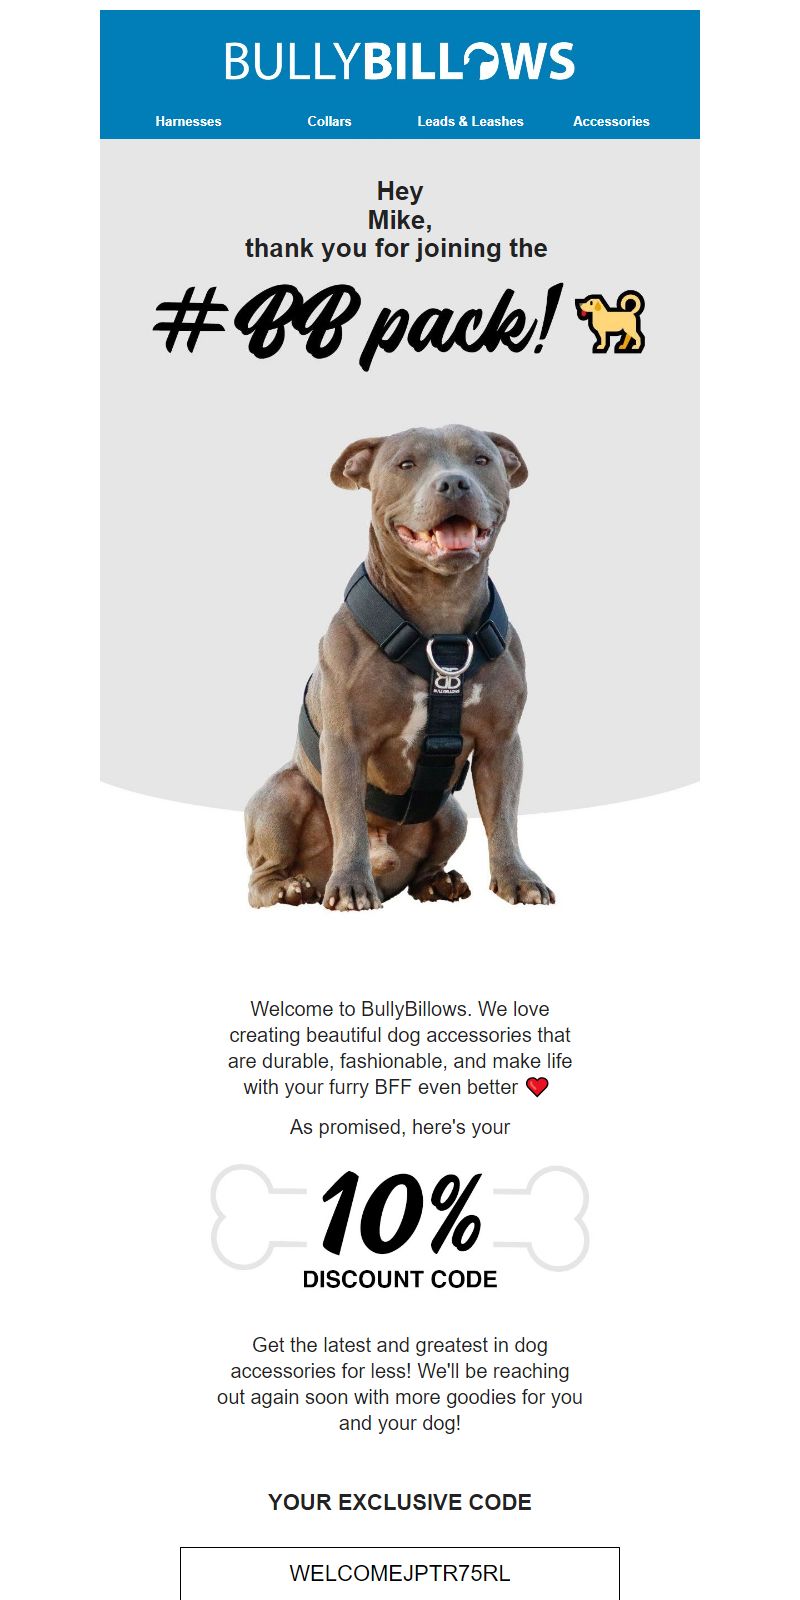 BULLYBILLOWS
Harnesses Collars Leads & Leashes Accessories
Hey
Mike,
thank you for joining the
#BB pack!
BB
BULLYBILLOWS
Welcome to BullyBillows. We love
creating beautiful dog accessories that
are durable, fashionable, and make life
with your furry BFF even better
As promised, here's your
10%
DISCOUNT CODE
Get the latest and greatest in dog
accessories for less! We'll be reaching
out again soon with more goodies for you
and your dog!
YOUR EXCLUSIVE CODE
WELCOMEJPTR75RL